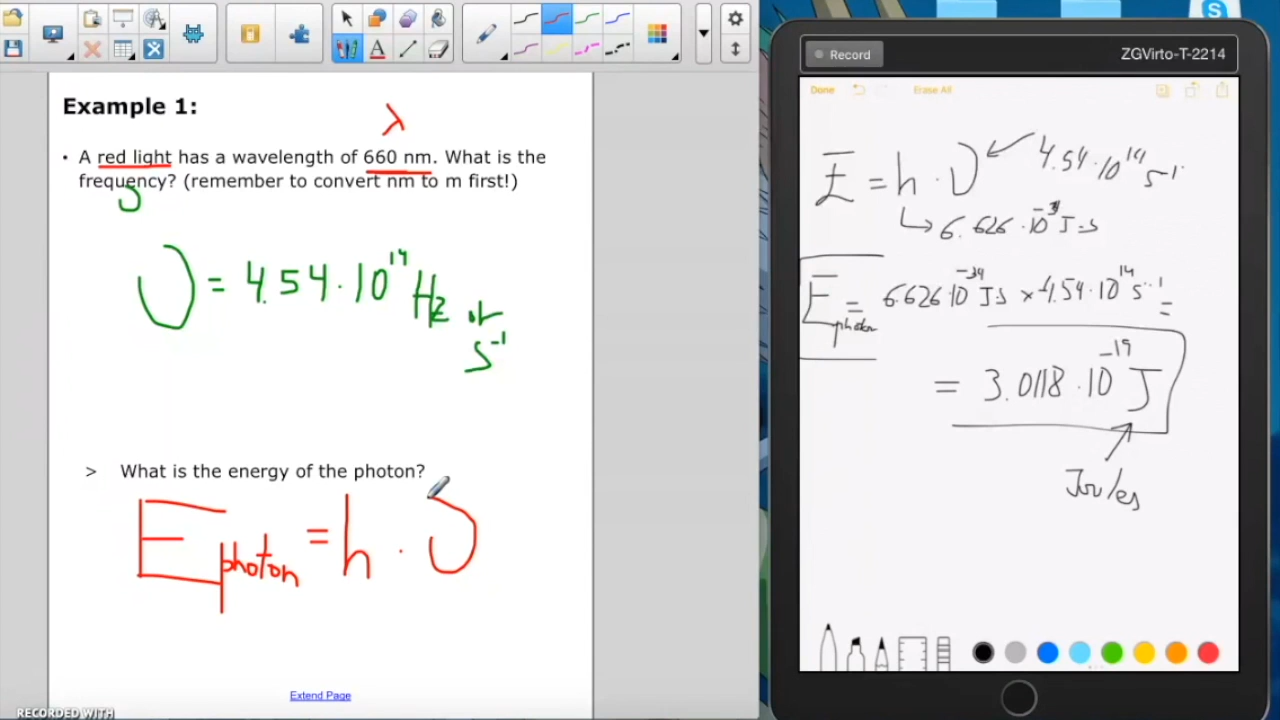 Example 1:
λ
• A red light has a wavelength of 660 nm. What is the
frequency? (remember to convert nm to m first!)
υ
υ = 4.54 · 10¹⁴ Hz or
s⁻¹
> What is the energy of the photon?
E photon = h · υ
Extend Page
RECORDED WITH
Record
ZGVirto-T-2214
Done
Erase All
E = h · υ 4.54 · 10¹⁴ s⁻¹
6.626 · 10⁻³ J·s
E photon = 6.626 · 10⁻³⁴ J·s × 4.54 · 10¹⁴ s⁻¹ =
= 3.0118 · 10⁻¹⁹ J
Joules